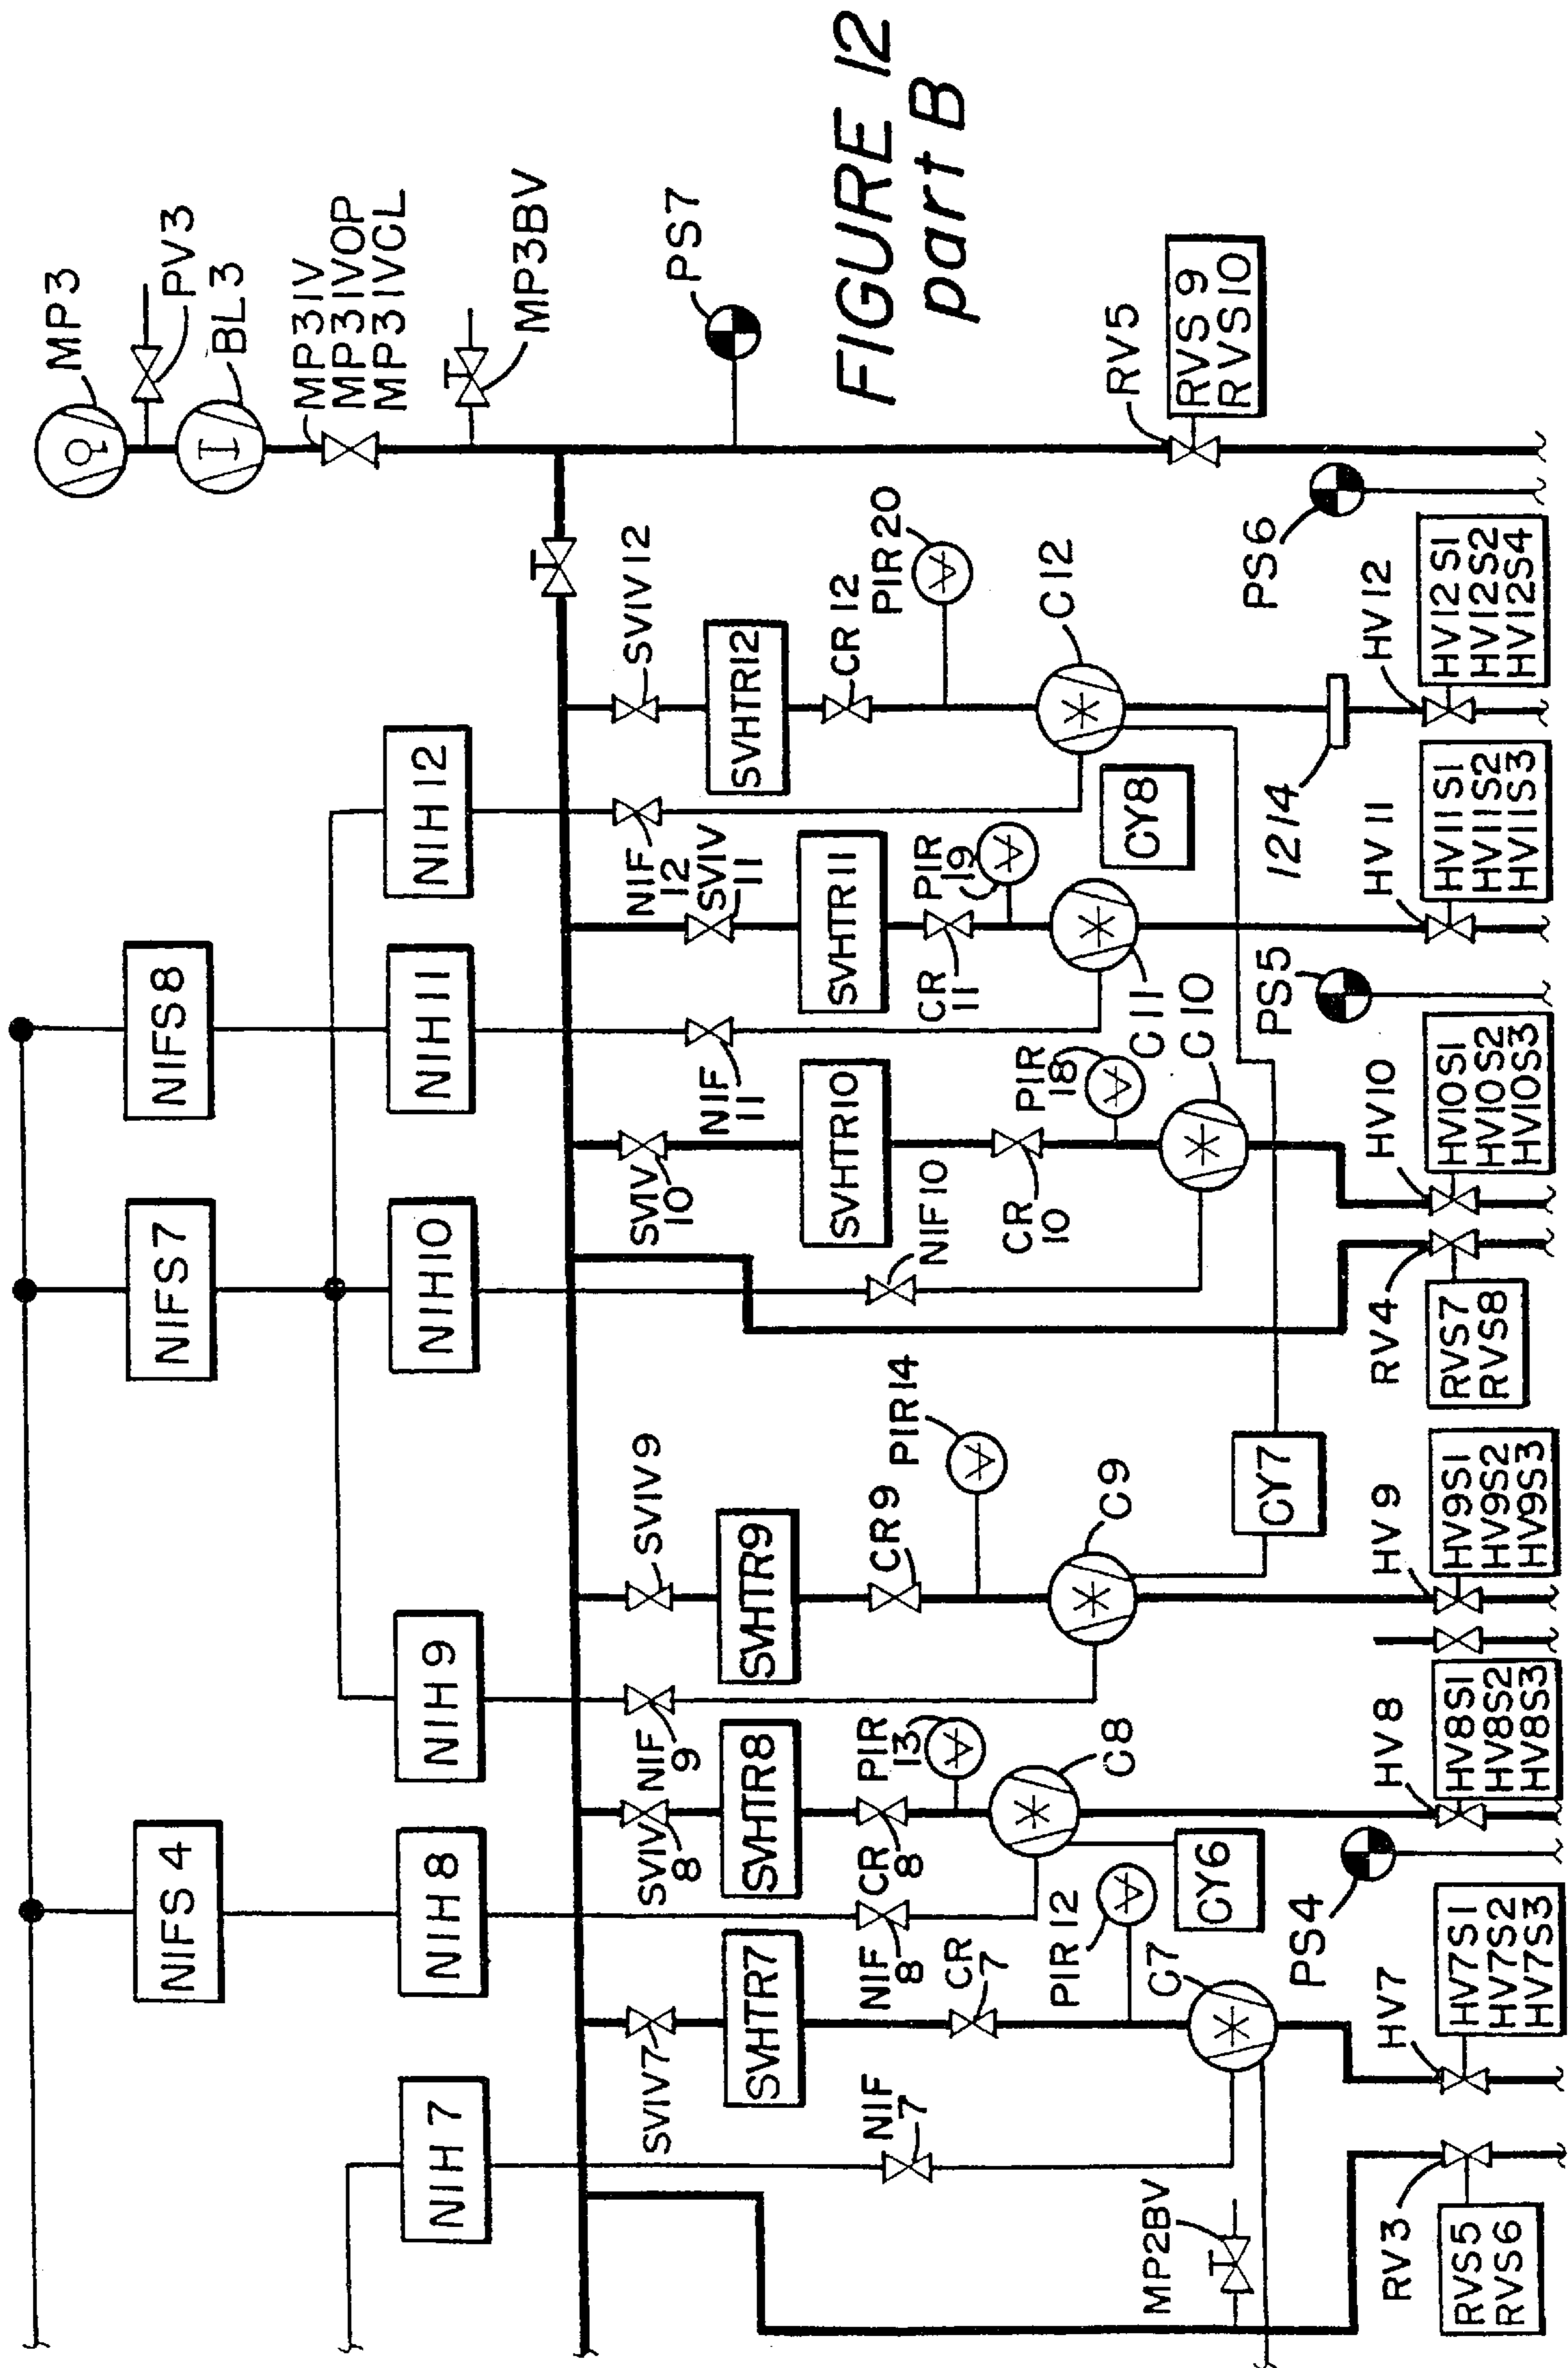 FIGURE 12
part B
MP3
PV3
BL3
MP3IV
MP3IVOP
MP3IVCL
MP3BV
PS7
RV5
RVS9
RVS10
NIFS4
NIFS7
NIFS8
NIH7
NIH8
NIH9
NIH10
NIH11
NIH12
SVIV7
NIF
8
SVIV
8
NIF
9
SVIV9
SVIV
10
NIF
11
NIF
12
SVIV
11
SVIV12
SVHTR7
SVHTR8
SVHTR9
SVHTR10
SVHTR11
SVHTR12
NIF
7
CR
7
CR
8
PIR
13
CR9
PIR14
NIF10
CR
10
PIR
18
CR
11
PIR
19
CR12
PIR20
MP2BV
PIR12
C7
CY6
C8
C9
CY7
C10
C11
CY8
C12
RV3
HV7
PS4
HV8
HV9
RV4
HV10
PS5
HV11
1214
HV12
PS6
RVS5
RVS6
HV7S1
HV7S2
HV7S3
HV8S1
HV8S2
HV8S3
HV9S1
HV9S2
HV9S3
RVS7
RVS8
HV10S1
HV10S2
HV10S3
HV11S1
HV11S2
HV11S3
HV12S1
HV12S2
HV12S4